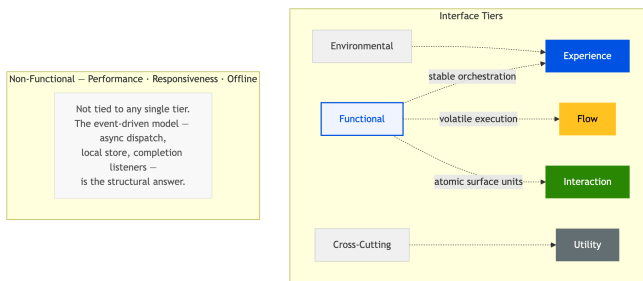 Non-Functional — Performance · Responsiveness · Offline
Not tied to any single tier.
The event-driven model —
async dispatch,
local store, completion
listeners —
is the structural answer.
Interface Tiers
Environmental
Experience
stable orchestration
Functional
volatile execution
Flow
atomic surface units
Interaction
Cross-Cutting
Utility